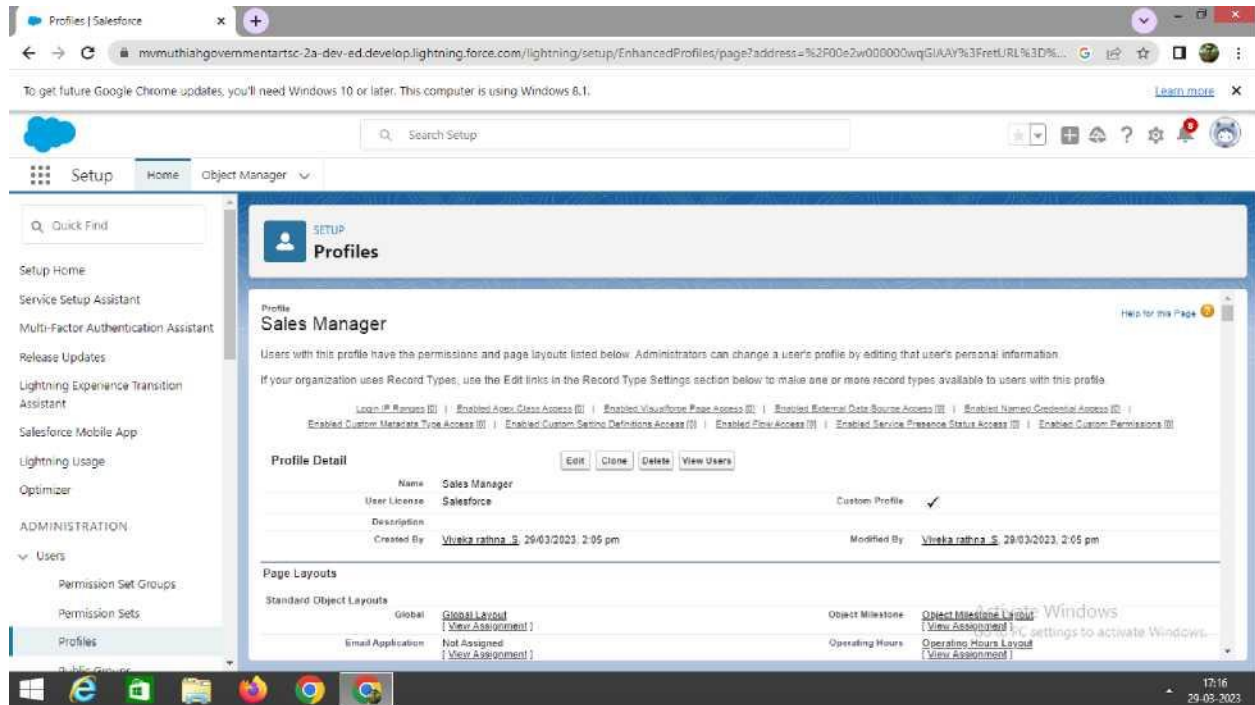 Profiles | Salesforce
mvmuthiahgovernmentartsc-2a-dev-ed.develop.lightning.force.com/lightning/setup/EnhancedProfiles/page?address=%2F00e2w000000wqGIAAY%3FretURL%3D%...
To get future Google Chrome updates, you'll need Windows 10 or later. This computer is using Windows 8.1.
Learn more
Search Setup
Setup
Home
Object Manager
Quick Find
Setup Home
Service Setup Assistant
Multi-Factor Authentication Assistant
Release Updates
Lightning Experience Transition
Assistant
Salesforce Mobile App
Lightning Usage
Optimizer
ADMINISTRATION
Users
Permission Set Groups
Permission Sets
Profiles
Public Groups
SETUP
Profiles
Profile
Sales Manager
Help for this Page
Users with this profile have the permissions and page layouts listed below. Administrators can change a user's profile by editing that user's personal information.
If your organization uses Record Types, use the Edit links in the Record Type Settings section below to make one or more record types available to users with this profile.
Login IP Ranges [0] | Enabled Apex Class Access [0] | Enabled Visualforce Page Access [0] | Enabled External Data Source Access [0] | Enabled Named Credential Access [0] |
Enabled Custom Metadata Type Access [0] | Enabled Custom Setting Definitions Access [0] | Enabled Flow Access [0] | Enabled Service Presence Status Access [0] | Enabled Custom Permissions [0]
Profile Detail
Edit Clone Delete View Users
Name Sales Manager
User License Salesforce Custom Profile ✓
Description
Created By Viveka rathna .S, 29/03/2023, 2:05 pm Modified By Viveka rathna .S, 29/03/2023, 2:05 pm
Page Layouts
Standard Object Layouts
Global Global Layout Object Milestone Object Milestone Layout
[ View Assignment ] [ View Assignment ]
Email Application Not Assigned Operating Hours Operating Hours Layout
[ View Assignment ] [ View Assignment ]
Activate Windows
Go to PC settings to activate Windows.
17:16
29-03-2023